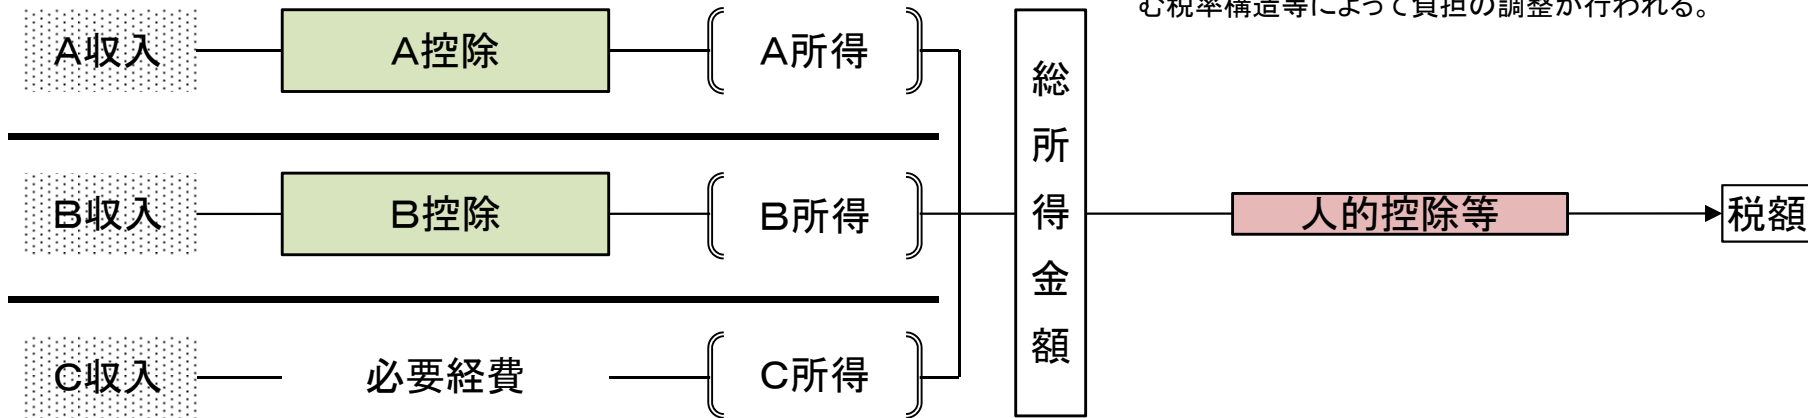 む税率構造等によって負担の調整が行われる。
A収入
A控除
A所得
B収入
B控除
B所得
C収入
必要経費
C所得
総所得金額
人的控除等
税額